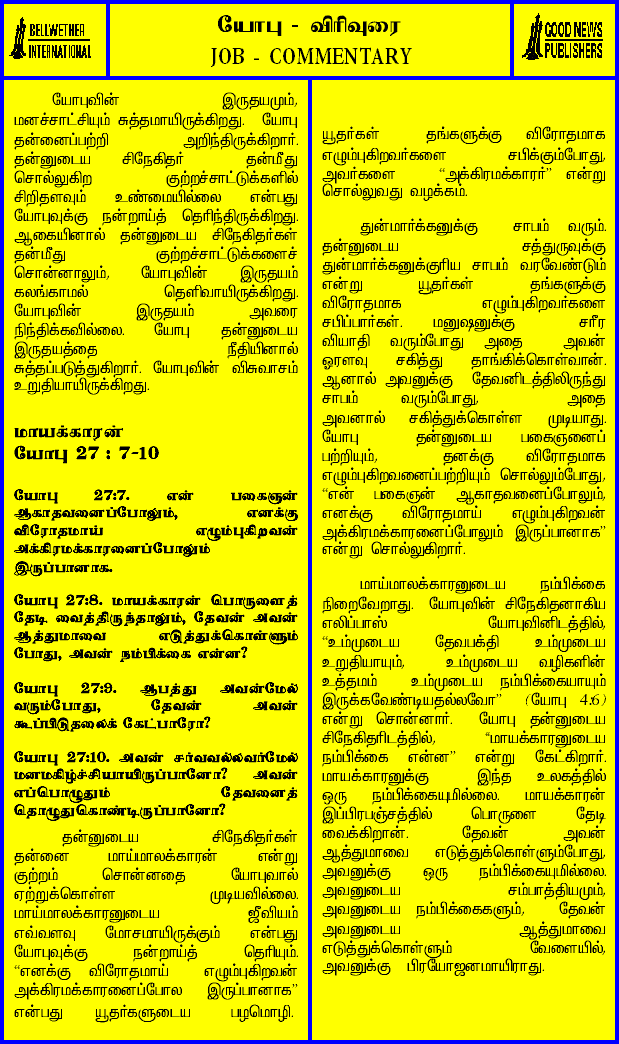 BELLWETHER
INTERNATIONAL
யோபு - விரிவுரை
JOB - COMMENTARY
GOOD NEWS
PUBLISHERS
யோபுவின் இருதயமும்,
மனச்சாட்சியும் சுத்தமாயிருக்கிறது. யோபு
தன்னைப்பற்றி அறிந்திருக்கிறார்.
தன்னுடைய சிநேகிதர் தன்மீது
சொல்லுகிற குற்றச்சாட்டுக்களில்
சிறிதளவும் உண்மையில்லை என்பது
யோபுவுக்கு நன்றாய்த் தெரிந்திருக்கிறது.
ஆகையினால் தன்னுடைய சிநேகிதர்கள்
தன்மீது குற்றச்சாட்டுக்களைச்
சொன்னாலும், யோபுவின் இருதயம்
கலங்காமல் தெளிவாயிருக்கிறது.
யோபுவின் இருதயம் அவரை
நிந்திக்கவில்லை. யோபு தன்னுடைய
இருதயத்தை நீதியினால்
சுத்தப்படுத்துகிறார். யோபுவின் விசுவாசம்
உறுதியாயிருக்கிறது.
மாயக்காரன்
யோபு 27 : 7-10
யோபு 27:7. என் பகைஞன்
ஆகாதவனைப்போலும், எனக்கு
விரோதமாய் எழும்புகிறவன்
அக்கிரமக்காரனைப்போலும்
இருப்பானாக.
யோபு 27:8. மாயக்காரன் பொருளைத்
தேடி வைத்திருந்தாலும், தேவன் அவன்
ஆத்துமாவை எடுத்துக்கொள்ளும்
போது, அவன் நம்பிக்கை என்ன?
யோபு 27:9. ஆபத்து அவன்மேல்
வரும்போது, தேவன் அவன்
கூப்பிடுதலைக் கேட்பாரோ?
யோபு 27:10. அவன் சர்வவல்லவர்மேல்
மனமகிழ்ச்சியாயிருப்பானோ? அவன்
எப்பொழுதும் தேவனைத்
தொழுதுகொண்டிருப்பானோ?
தன்னுடைய சிநேகிதர்கள்
தன்னை மாய்மாலக்காரன் என்று
குற்றம் சொன்னதை யோபுவால்
ஏற்றுக்கொள்ள முடியவில்லை.
மாய்மாலக்காரனுடைய ஜீவியம்
எவ்வளவு மோசமாயிருக்கும் என்பது
யோபுவுக்கு நன்றாய்த் தெரியும்.
“எனக்கு விரோதமாய் எழும்புகிறவன்
அக்கிரமக்காரனைப்போல இருப்பானாக”
என்பது யூதர்களுடைய பழமொழி.
யூதர்கள் தங்களுக்கு விரோதமாக
எழும்புகிறவர்களை சபிக்கும்போது,
அவர்களை “அக்கிரமக்காரர்” என்று
சொல்லுவது வழக்கம்.
துன்மார்க்கனுக்கு சாபம் வரும்.
தன்னுடைய சத்துருவுக்கு
துன்மார்க்கனுக்குரிய சாபம் வரவேண்டும்
என்று யூதர்கள் தங்களுக்கு
விரோதமாக எழும்புகிறவர்களை
சபிப்பார்கள். மனுஷனுக்கு சரீர
வியாதி வரும்போது அதை அவன்
ஓரளவு சகித்து தாங்கிக்கொள்வான்.
ஆனால் அவனுக்கு தேவனிடத்திலிருந்து
சாபம் வரும்போது, அதை
அவனால் சகித்துக்கொள்ள முடியாது.
யோபு தன்னுடைய பகைஞனைப்
பற்றியும், தனக்கு விரோதமாக
எழும்புகிறவனைப்பற்றியும் சொல்லும்போது,
“என் பகைஞன் ஆகாதவனைப்போலும்,
எனக்கு விரோதமாய் எழும்புகிறவன்
அக்கிரமக்காரனைப்போலும் இருப்பானாக”
என்று சொல்லுகிறார்.
மாய்மாலக்காரனுடைய நம்பிக்கை
நிறைவேறாது. யோபுவின் சிநேகிதனாகிய
எலிப்பாஸ் யோபுவினிடத்தில்,
“உம்முடைய தேவபக்தி உம்முடைய
உறுதியாயும், உம்முடைய வழிகளின்
உத்தமம் உம்முடைய நம்பிக்கையாயும்
இருக்கவேண்டியதல்லவோ” (யோபு 4:6)
என்று சொன்னார். யோபு தன்னுடைய
சிநேகிதரிடத்தில், “மாயக்காரனுடைய
நம்பிக்கை என்ன” என்று கேட்கிறார்.
மாயக்காரனுக்கு இந்த உலகத்தில்
ஒரு நம்பிக்கையுமில்லை. மாயக்காரன்
இப்பிரபஞ்சத்தில் பொருளை தேடி
வைக்கிறான். தேவன் அவன்
ஆத்துமாவை எடுத்துக்கொள்ளும்போது,
அவனுக்கு ஒரு நம்பிக்கையுமில்லை.
அவனுடைய சம்பாத்தியமும்,
அவனுடைய நம்பிக்கைகளும், தேவன்
அவனுடைய ஆத்துமாவை
எடுத்துக்கொள்ளும் வேளையில்,
அவனுக்கு பிரயோஜனமாயிராது.